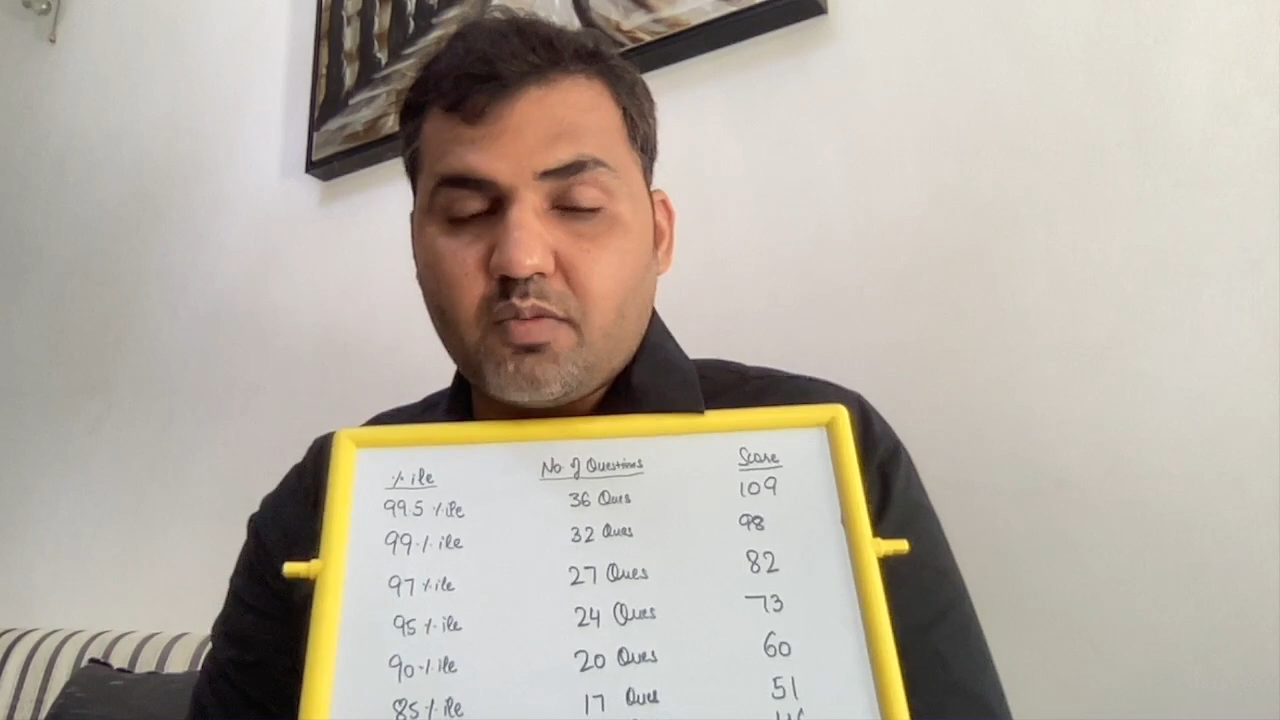 %ile No. of Questions Score
99.5 %ile 36 Ques 109
99 %ile 32 Ques 98
97 %ile 27 Ques 82
95 %ile 24 Ques 73
90 %ile 20 Ques 60
85 %ile 17 Ques 51